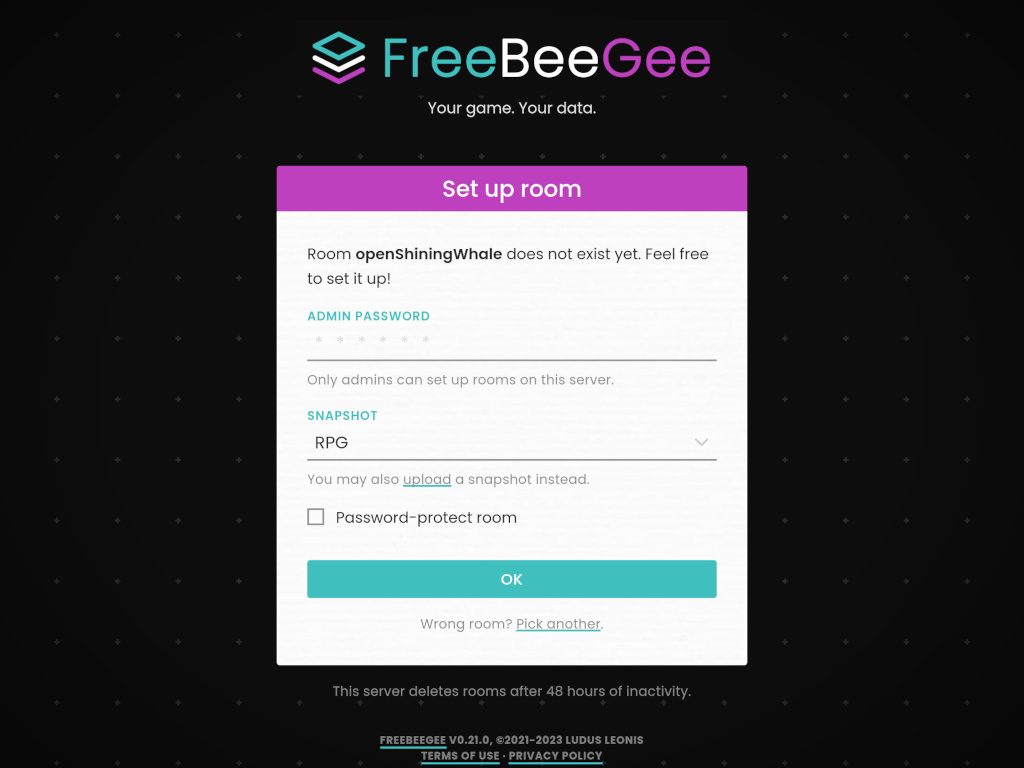 FreeBeeGee
Your game. Your data.
Set up room
Room openShiningWhale does not exist yet. Feel free
to set it up!
ADMIN PASSWORD
* * * * * *
Only admins can set up rooms on this server.
SNAPSHOT
RPG
You may also upload a snapshot instead.
Password-protect room
OK
Wrong room? Pick another.
This server deletes rooms after 48 hours of inactivity.
FREEBEEGEE V0.21.0, ©2021-2023 LUDUS LEONIS
TERMS OF USE · PRIVACY POLICY